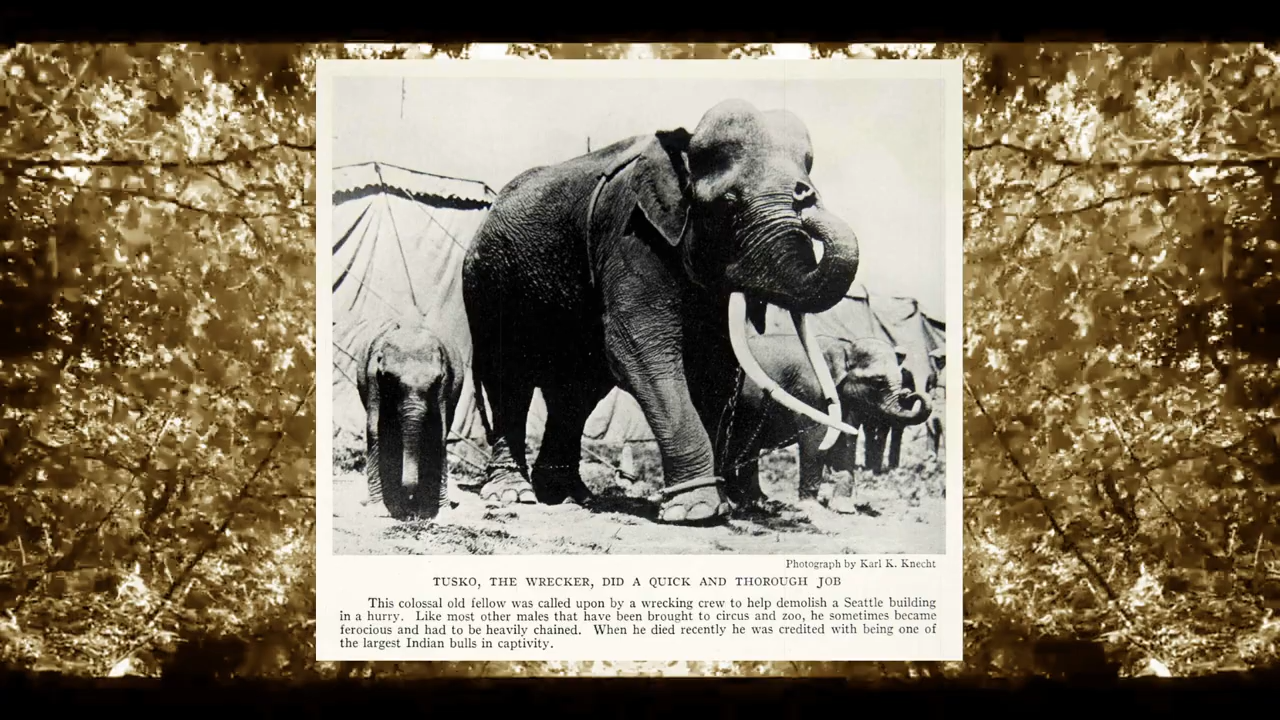 Photograph by Karl K. Knecht
TUSKO, THE WRECKER, DID A QUICK AND THOROUGH JOB
This colossal old fellow was called upon by a wrecking crew to help demolish a Seattle building
in a hurry. Like most other males that have been brought to circus and zoo, he sometimes became
ferocious and had to be heavily chained. When he died recently he was credited with being one of
the largest Indian bulls in captivity.